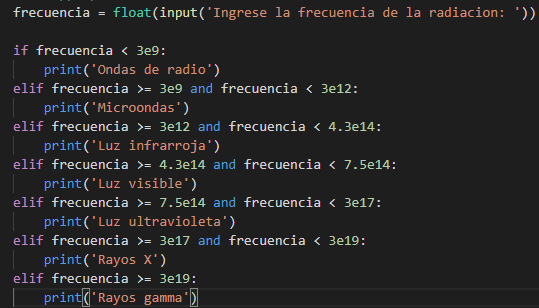 frecuencia = float(input('Ingrese la frecuencia de la radiacion: '))
if frecuencia < 3e9:
    print('Ondas de radio')
elif frecuencia >= 3e9 and frecuencia < 3e12:
    print('Microondas')
elif frecuencia >= 3e12 and frecuencia < 4.3e14:
    print('Luz infrarroja')
elif frecuencia >= 4.3e14 and frecuencia < 7.5e14:
    print('Luz visible')
elif frecuencia >= 7.5e14 and frecuencia < 3e17:
    print('Luz ultravioleta')
elif frecuencia >= 3e17 and frecuencia < 3e19:
    print('Rayos X')
elif frecuencia >= 3e19:
    print('Rayos gamma')